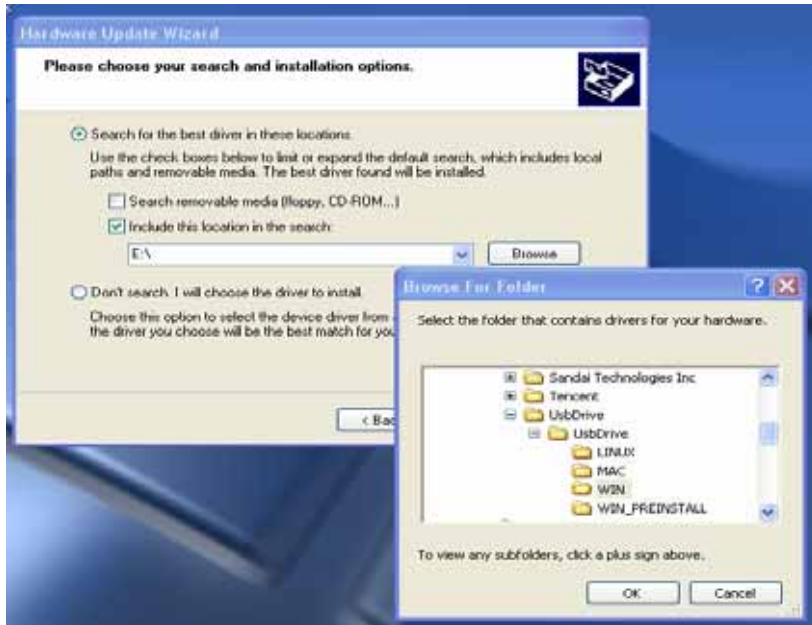 Hardware Update Wizard
Please choose your search and installation options.
Search for the best driver in these locations.
Use the check boxes below to limit or expand the default search, which includes local
paths and removable media. The best driver found will be installed.
Search removable media (floppy, CD-ROM...)
Include this location in the search:
E:\
Browse
Don't search. I will choose the driver to install.
Choose this option to select the device driver from
the driver you choose will be the best match for you
< Bac
Browse For Folder
Select the folder that contains drivers for your hardware.
Sandai Technologies Inc
Tencent
UsbDrive
UsbDrive
LINUX
MAC
WIN
WIN_PREINSTALL
To view any subfolders, click a plus sign above.
OK
Cancel